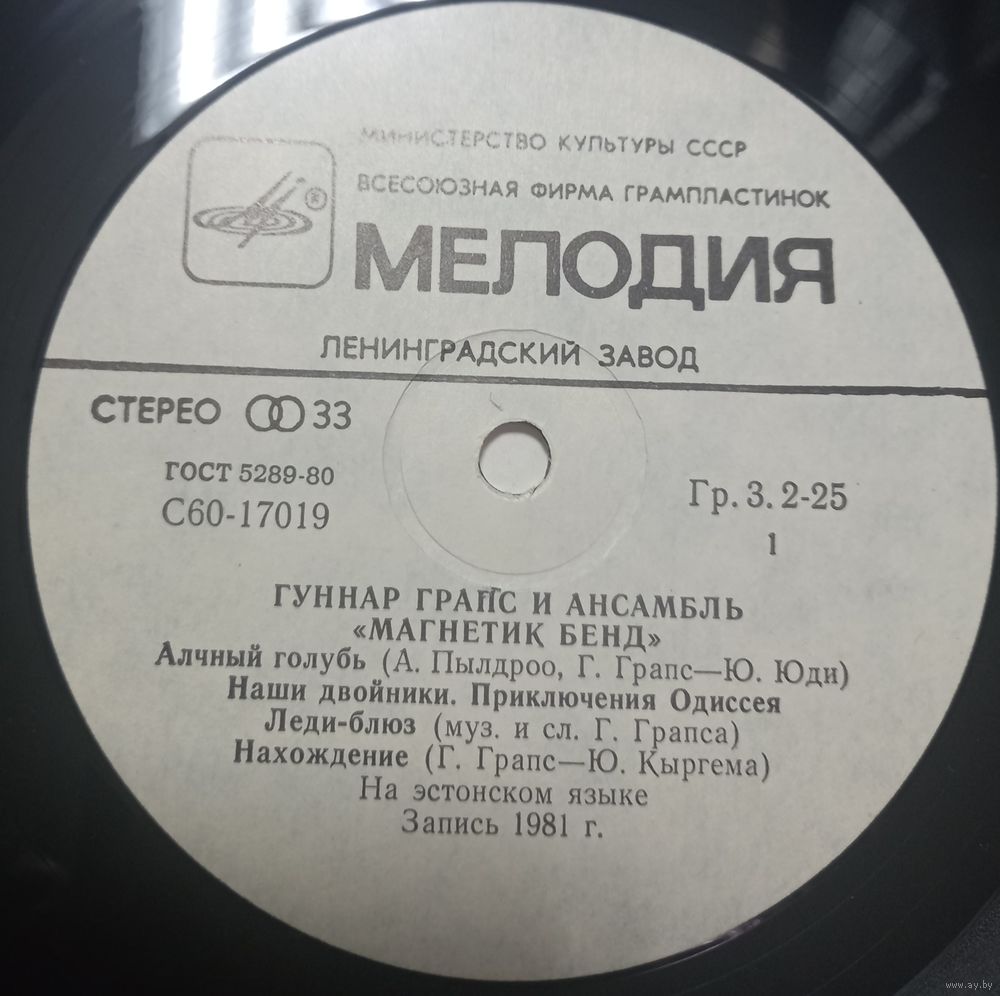 МИНИСТЕРСТВО КУЛЬТУРЫ СССР
ВСЕСОЮЗНАЯ ФИРМА ГРАМПЛАСТИНОК
®
МЕЛОДИЯ
ЛЕНИНГРАДСКИЙ ЗАВОД
СТЕРЕО 33
ГОСТ 5289-80
С60-17019
Гр. 3. 2-25
1
ГУННАР ГРАПС И АНСАМБЛЬ
«МАГНЕТИК БЕНД»
Алчный голубь (А. Пылдроо, Г. Грапс—Ю. Юди)
Наши двойники. Приключения Одиссея
Леди-блюз (муз. и сл. Г. Грапса)
Нахождение (Г. Грапс—Ю. Кыргема)
На эстонском языке
Запись 1981 г.
www.ay.by